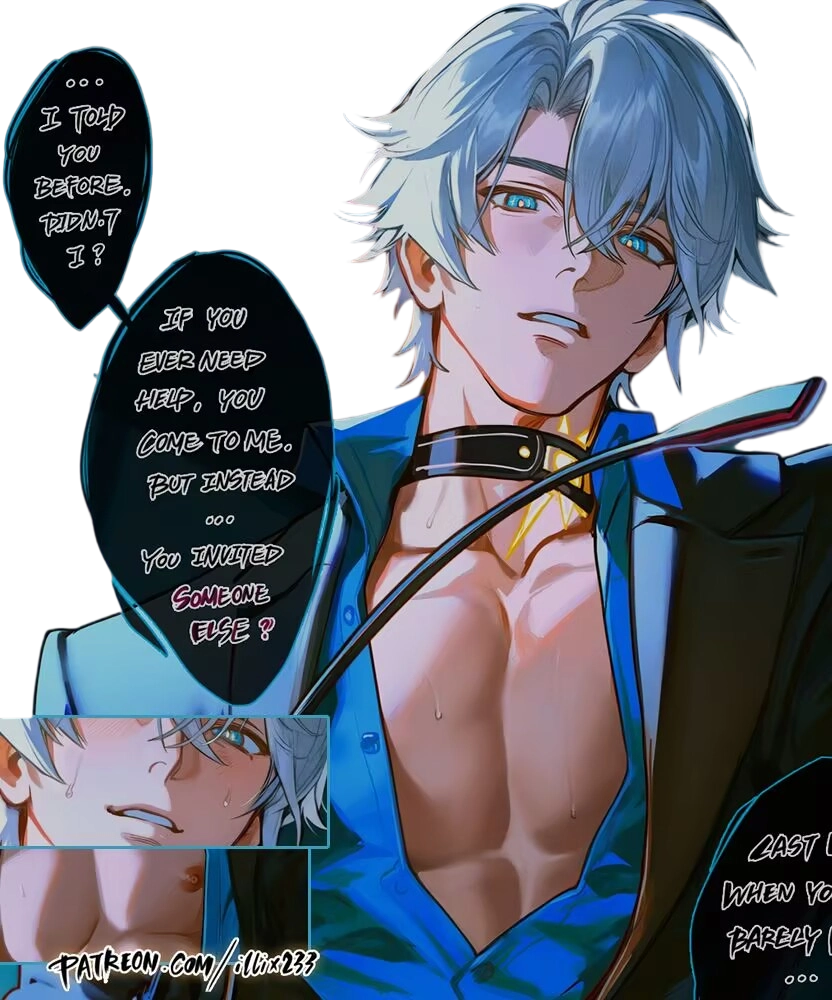 ...
I TOLD
YOU
BEFORE.
DIDN'T
I?
IF YOU
EVER NEED
HELP, YOU
COME TO ME.
BUT INSTEAD
...
YOU INVITED
SOMEONE
ELSE?
WHEN YO
BARELY
...
PATREON.COM/illix233